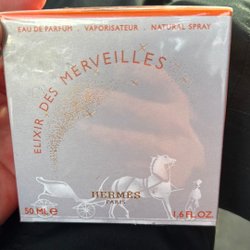 EAU DE PARFUM . VAPORISATEUR . NATURAL SPRAY
ELIXIR DES MERVEILLES
HERMÈS
PARIS
50 ML e 1.6 FL.OZ.